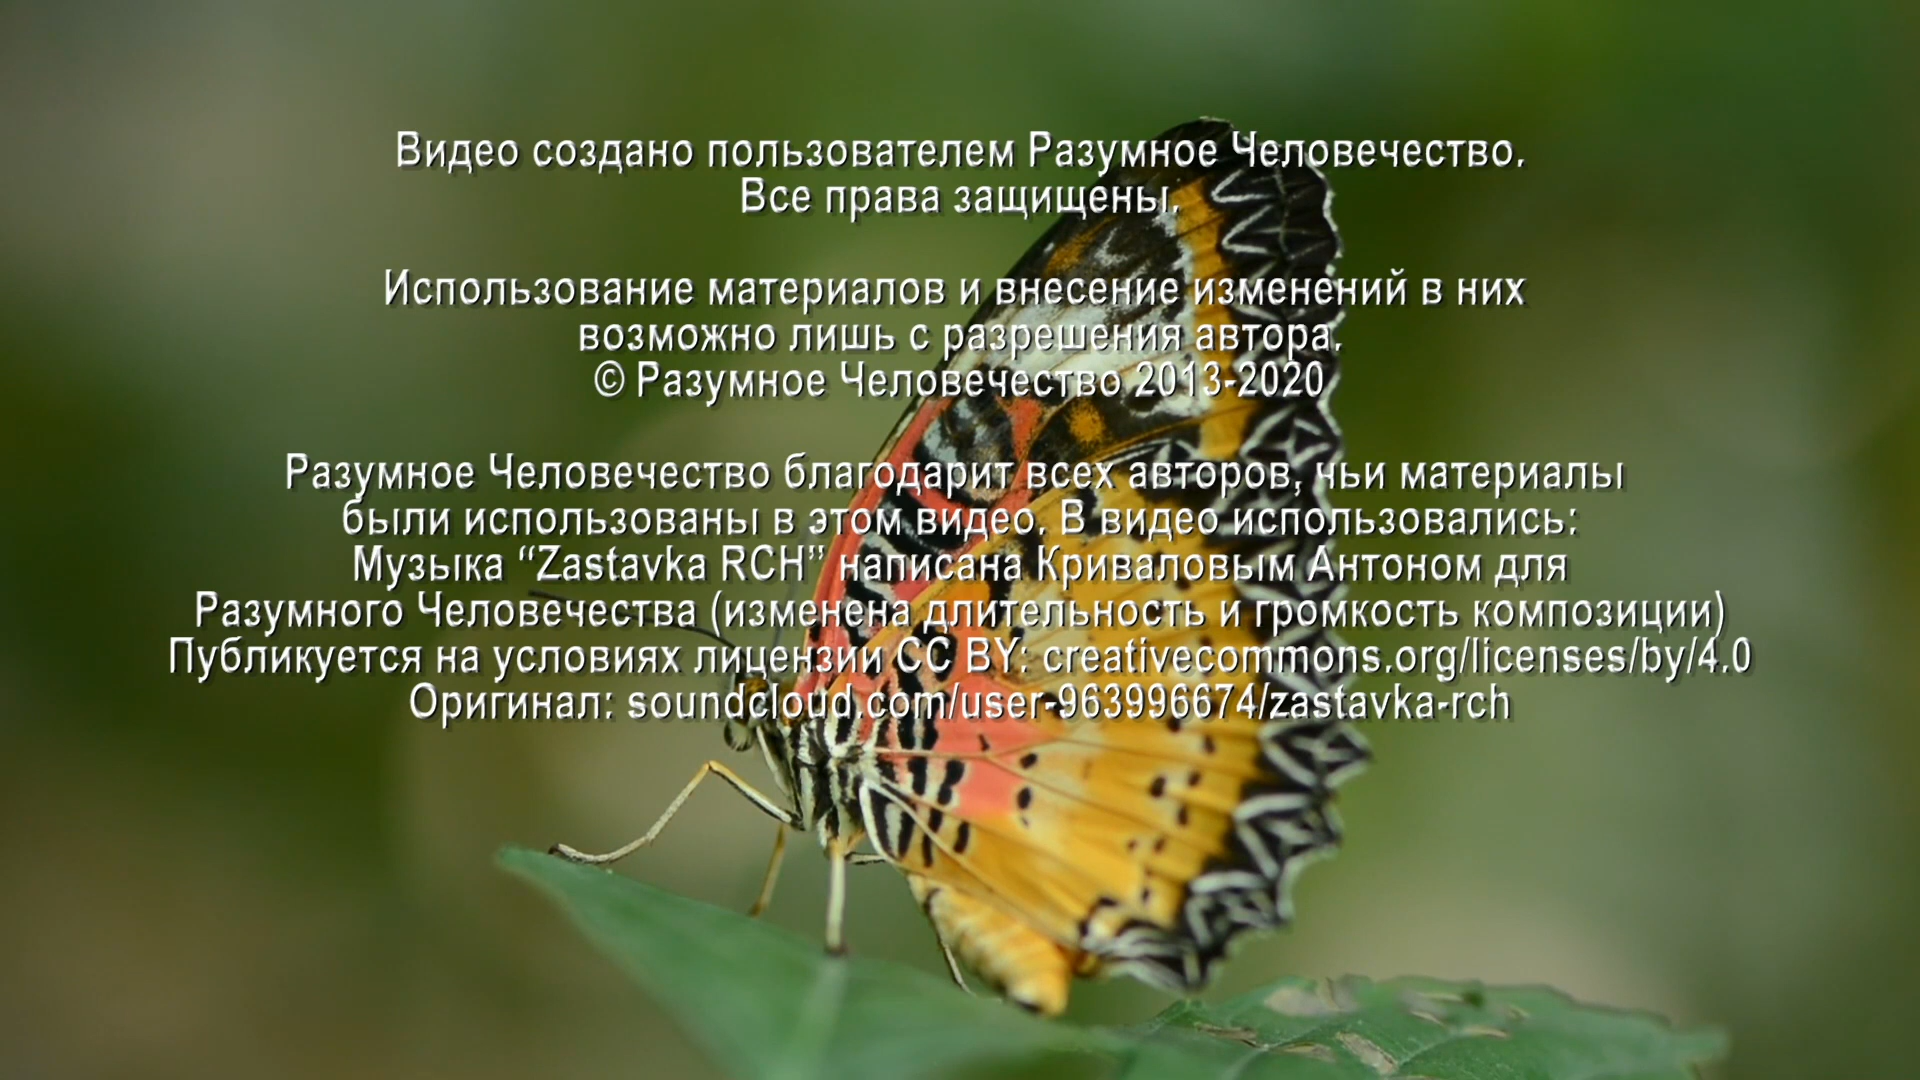 Видео создано пользователем Разумное Человечество.
Все права защищены.
Использование материалов и внесение изменений в них
возможно лишь с разрешения автора.
© Разумное Человечество 2013-2020
Разумное Человечество благодарит всех авторов, чьи материалы
были использованы в этом видео. В видео использовались:
Музыка “Zastavka RCH” написана Криваловым Антоном для
Разумного Человечества (изменена длительность и громкость композиции)
Публикуется на условиях лицензии CC BY: creativecommons.org/licenses/by/4.0
Оригинал: soundcloud.com/user-963996674/zastavka-rch